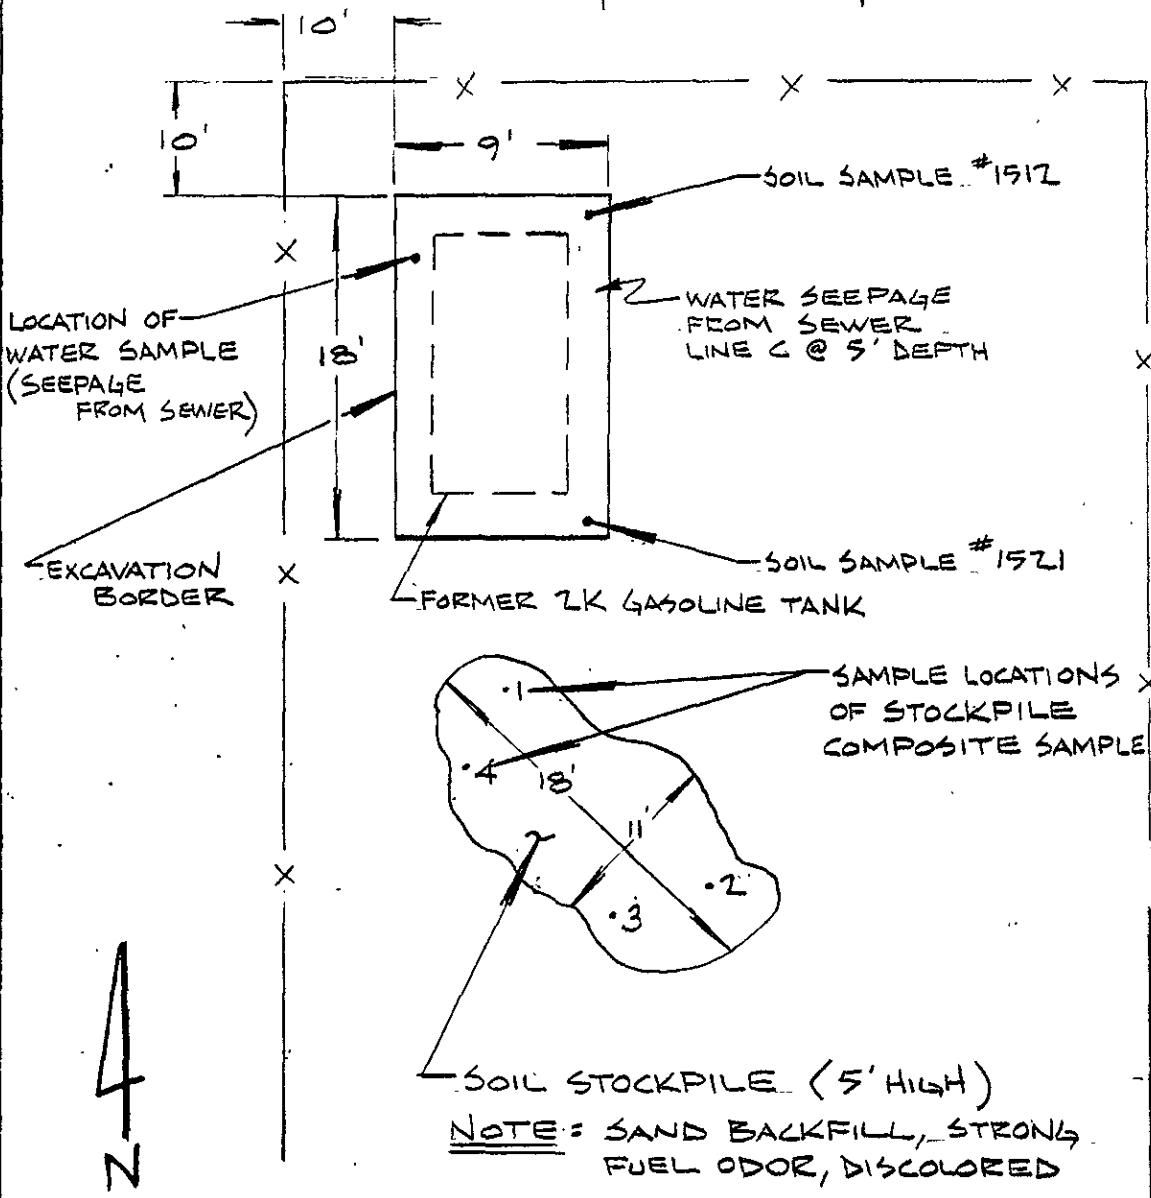 10'
10'
9'
SOIL SAMPLE #1512
LOCATION OF
WATER SAMPLE
(SEEPAGE
FROM SEWER)
18'
WATER SEEPAGE
FROM SEWER
LINE C @ 5' DEPTH
EXCAVATION
BORDER
SOIL SAMPLE #1521
FORMER 2K GASOLINE TANK
SAMPLE LOCATIONS
OF STOCKPILE
COMPOSITE SAMPLE
1
4
18'
11'
2
3
SOIL STOCKPILE (5' HIGH)
NOTE: SAND BACKFILL, STRONG
FUEL ODOR, DISCOLORED
N